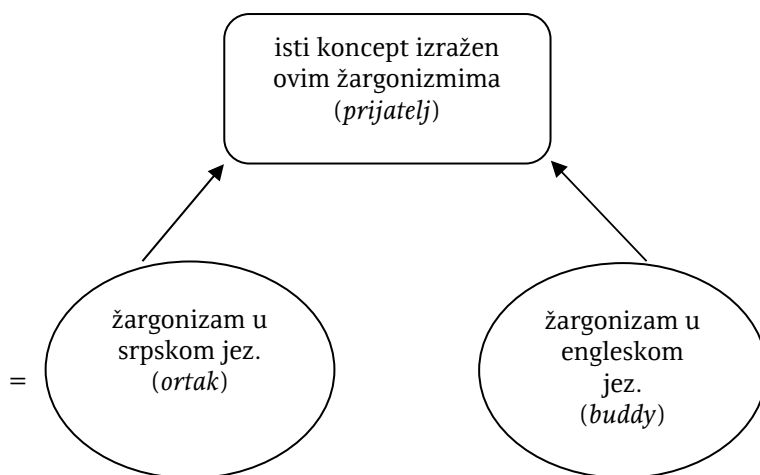 isti koncept izražen
ovim žargonizmima
(prijatelj)
žargonizam u
srpskom jez.
(ortak)
=
žargonizam u
engleskom
jez.
(buddy)